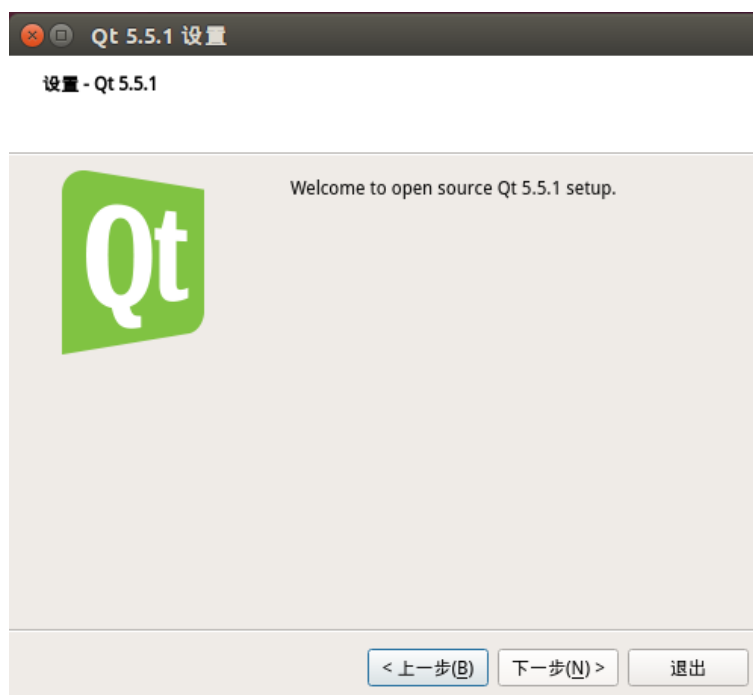 Qt 5.5.1 设置
设置 - Qt 5.5.1
Qt
Welcome to open source Qt 5.5.1 setup.
< 上一步(B)
下一步(N) >
退出